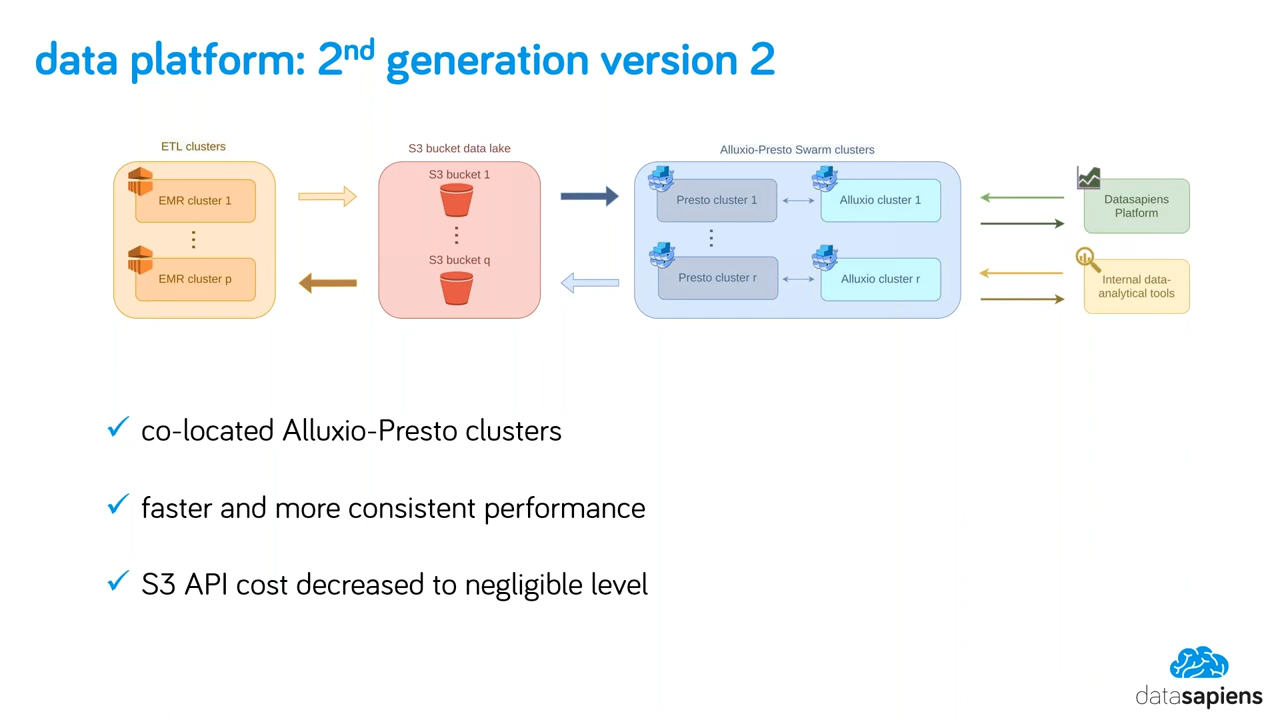 data platform: 2nd generation version 2
ETL clusters
EMR cluster 1
EMR cluster p
S3 bucket data lake
S3 bucket 1
S3 bucket q
Alluxio-Presto Swarm clusters
Presto cluster 1
Alluxio cluster 1
Presto cluster r
Alluxio cluster r
Datasapiens
Platform
Internal data-
analytical tools
✓ co-located Alluxio-Presto clusters
✓ faster and more consistent performance
✓ S3 API cost decreased to negligible level
datasapiens